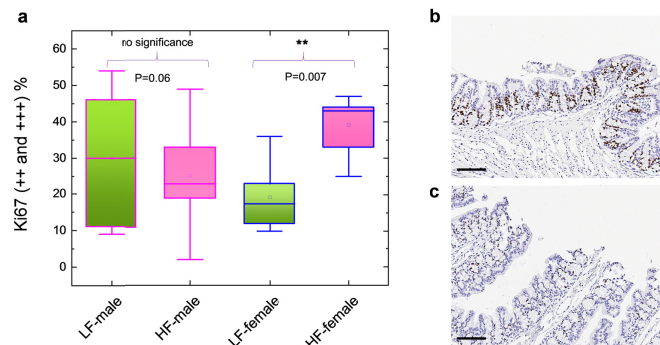 a
no significance
**
P=0.06
P=0.007
Ki67 (++ and +++) %
60
50
40
30
20
10
0
LF-male
HF-male
LF-female
HF-female
b
c